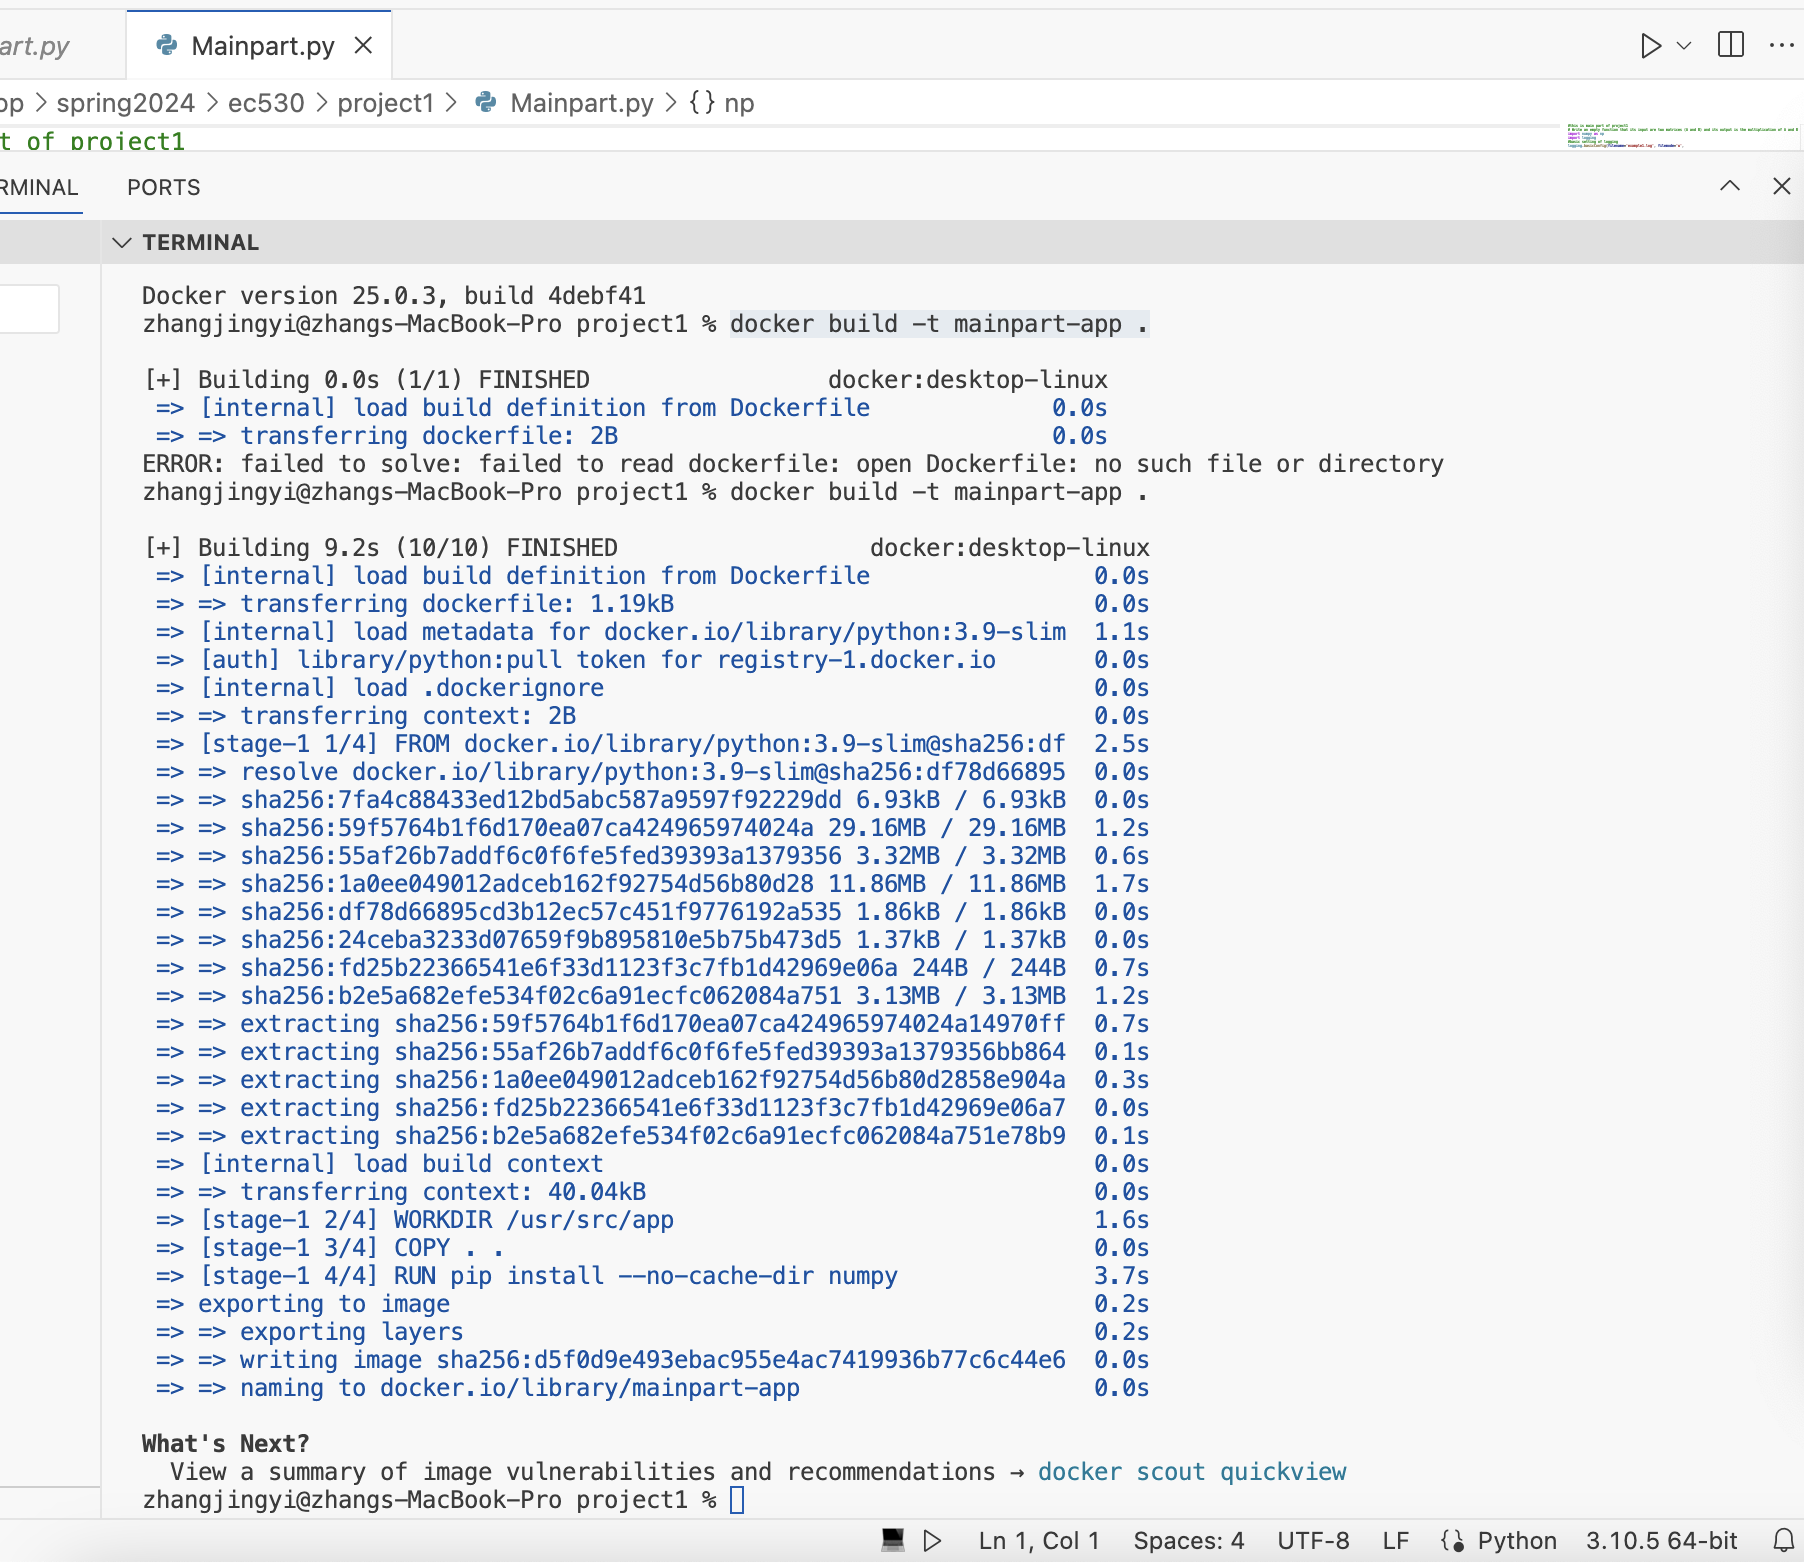 art.py
Mainpart.py
op > spring2024 > ec530 > project1 > Mainpart.py > {} np
t of project1
RMINAL
PORTS
TERMINAL
Docker version 25.0.3, build 4debf41
zhangjingyi@zhangs-MacBook-Pro project1 % docker build -t mainpart-app .
[+] Building 0.0s (1/1) FINISHED docker:desktop-linux
=> [internal] load build definition from Dockerfile 0.0s
=> => transferring dockerfile: 2B 0.0s
ERROR: failed to solve: failed to read dockerfile: open Dockerfile: no such file or directory
zhangjingyi@zhangs-MacBook-Pro project1 % docker build -t mainpart-app .
[+] Building 9.2s (10/10) FINISHED docker:desktop-linux
=> [internal] load build definition from Dockerfile 0.0s
=> => transferring dockerfile: 1.19kB 0.0s
=> [internal] load metadata for docker.io/library/python:3.9-slim 1.1s
=> [auth] library/python:pull token for registry-1.docker.io 0.0s
=> [internal] load .dockerignore 0.0s
=> => transferring context: 2B 0.0s
=> [stage-1 1/4] FROM docker.io/library/python:3.9-slim@sha256:df 2.5s
=> => resolve docker.io/library/python:3.9-slim@sha256:df78d66895 0.0s
=> => sha256:7fa4c88433ed12bd5abc587a9597f92229dd 6.93kB / 6.93kB 0.0s
=> => sha256:59f5764b1f6d170ea07ca424965974024a 29.16MB / 29.16MB 1.2s
=> => sha256:55af26b7addf6c0f6fe5fed39393a1379356 3.32MB / 3.32MB 0.6s
=> => sha256:1a0ee049012adceb162f92754d56b80d28 11.86MB / 11.86MB 1.7s
=> => sha256:df78d66895cd3b12ec57c451f9776192a535 1.86kB / 1.86kB 0.0s
=> => sha256:24ceba3233d07659f9b895810e5b75b473d5 1.37kB / 1.37kB 0.0s
=> => sha256:fd25b22366541e6f33d1123f3c7fb1d42969e06a 244B / 244B 0.7s
=> => sha256:b2e5a682efe534f02c6a91ecfc062084a751 3.13MB / 3.13MB 1.2s
=> => extracting sha256:59f5764b1f6d170ea07ca424965974024a14970ff 0.7s
=> => extracting sha256:55af26b7addf6c0f6fe5fed39393a1379356bb864 0.1s
=> => extracting sha256:1a0ee049012adceb162f92754d56b80d2858e904a 0.3s
=> => extracting sha256:fd25b22366541e6f33d1123f3c7fb1d42969e06a7 0.0s
=> => extracting sha256:b2e5a682efe534f02c6a91ecfc062084a751e78b9 0.1s
=> [internal] load build context 0.0s
=> => transferring context: 40.04kB 0.0s
=> [stage-1 2/4] WORKDIR /usr/src/app 1.6s
=> [stage-1 3/4] COPY . . 0.0s
=> [stage-1 4/4] RUN pip install --no-cache-dir numpy 3.7s
=> exporting to image 0.2s
=> => exporting layers 0.2s
=> => writing image sha256:d5f0d9e493ebac955e4ac7419936b77c6c44e6 0.0s
=> => naming to docker.io/library/mainpart-app 0.0s
What's Next?
View a summary of image vulnerabilities and recommendations → docker scout quickview
zhangjingyi@zhangs-MacBook-Pro project1 %
Ln 1, Col 1 Spaces: 4 UTF-8 LF Python 3.10.5 64-bit